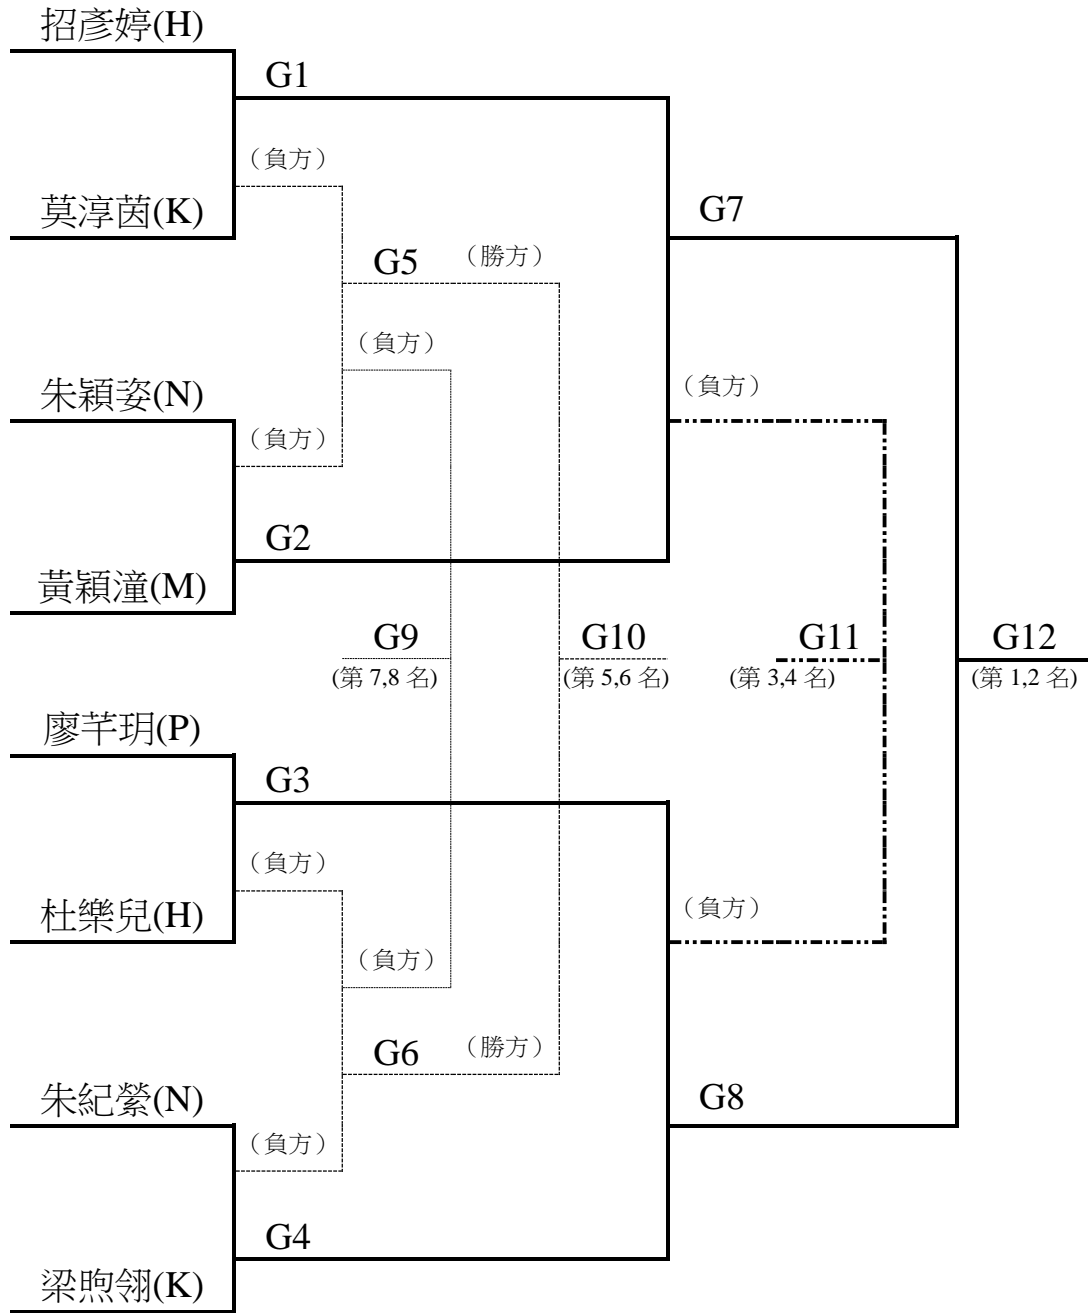 招彥婷(H)
G1
（負方）
莫淳茵(K)
G7
G5
（勝方）
（負方）
朱穎姿(N)
（負方）
（負方）
G2
黃穎潼(M)
G9
G10
G11
G12
(第 7,8 名)
(第 5,6 名)
(第 3,4 名)
(第 1,2 名)
廖芊玥(P)
G3
（負方）
杜樂兒(H)
（負方）
（負方）
G6
（勝方）
朱紀縈(N)
G8
（負方）
G4
梁煦翎(K)